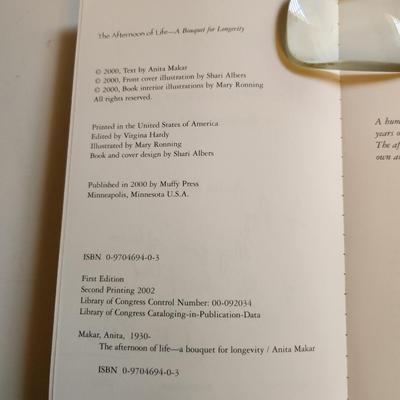 The Afternoon of Life—A Bouquet for Longevity
© 2000, Text by Anita Makar
© 2000, Front cover illustration by Shari Albers
© 2000, Book interior illustrations by Mary Ronning
All rights reserved.
Printed in the United States of America
Edited by Virgina Hardy
Illustrated by Mary Ronning
Book and cover design by Shari Albers
Published in 2000 by Muffy Press
Minneapolis, Minnesota U.S.A.
ISBN 0-9704694-0-3
First Edition
Second Printing 2002
Library of Congress Control Number: 00-092034
Library of Congress Cataloging-in-Publication-Data
Makar, Anita, 1930-
The afternoon of life—a bouquet for longevity / Anita Makar
ISBN 0-9704694-0-3
A hum
years o
The af
own a